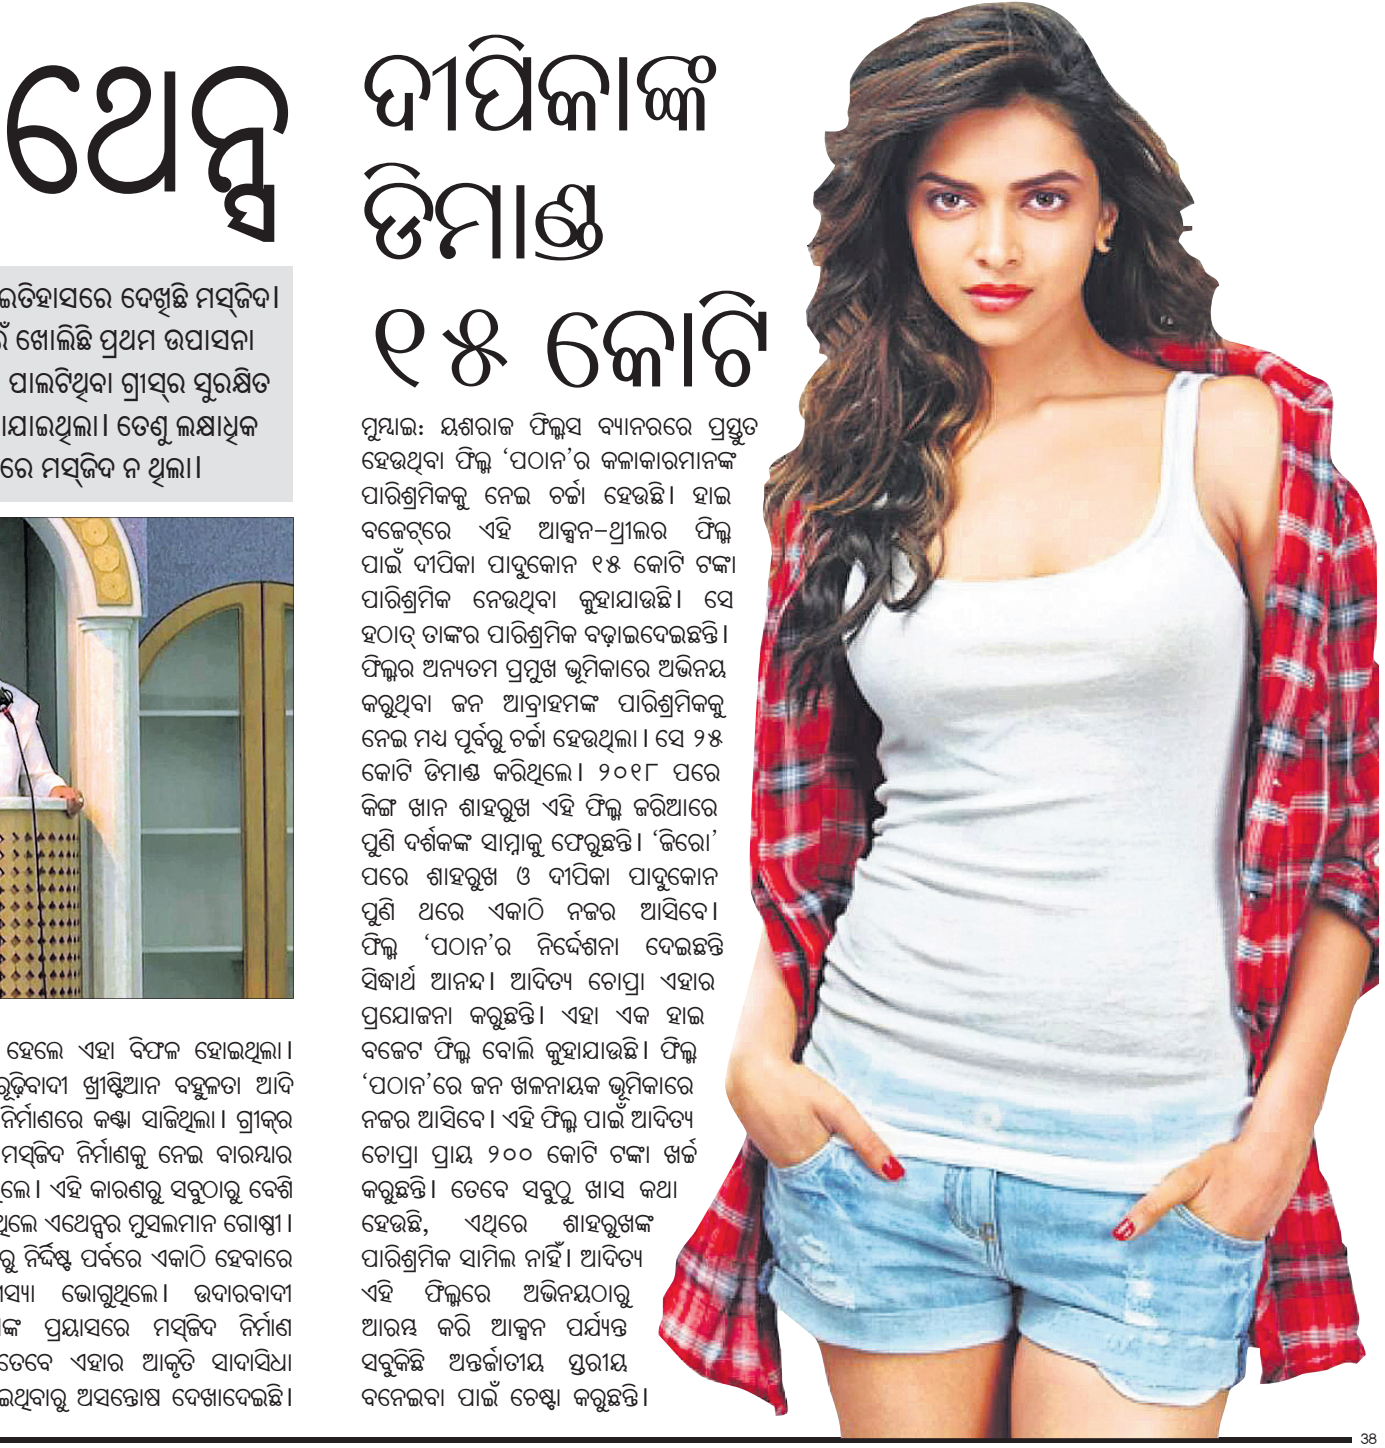 ଥେନ୍ସ
ଇତିହାସରେ ଦେଖିଛି ମସ୍‌ଜିଦ।
ଖୋଲିଛି ପ୍ରଥମ ଉପାସନା
ପାଲଟିଥିବା ଗ୍ରୀସ୍‌ର ସୁରକ୍ଷିତ
ଯାଇଥିଲା। ତେଣୁ ଲକ୍ଷାଧିକ
ରେ ମସ୍‌ଜିଦ ନ ଥିଲା।
ହେଲେ ଏହା ବିଫଳ ହୋଇଥିଲା।
ରୂଢ଼ିବାଦୀ ଖ୍ରୀଷ୍ଟିଆନ ବହୁଳତା ଆଦି
ନିର୍ମାଣରେ କଣ୍ଟା ସାଜିଥିଲା। ଗ୍ରୀକ୍‌ର
ମସ୍‌ଜିଦ ନିର୍ମାଣକୁ ନେଇ ବାରମ୍ବାର
ଥିଲେ। ଏହି କାରଣରୁ ସବୁଠାରୁ ବେଶି
ଥିଲେ ଏଥେନ୍ସର ମୁସଲମାନ ଗୋଷ୍ଠୀ।
ରୁ ନିର୍ଦ୍ଦିଷ୍ଟ ପର୍ବରେ ଏକାଠି ହେବାରେ
ସମସ୍ୟା ଭୋଗୁଥିଲେ। ଉଦାରବାଦୀ
ଙ୍କ ପ୍ରୟାସରେ ମସ୍‌ଜିଦ ନିର୍ମାଣ
ତେବେ ଏହାର ଆକୃତି ସାଦାସିଧା
ହୋଇଥିବାରୁ ଅସନ୍ତୋଷ ଦେଖାଦେଇଛି।
ଦୀପିକାଙ୍କ
ଡିମାଣ୍ଡ
୧୫ କୋଟି
ମୁମ୍ବାଇ: ୟଶରାଜ ଫିଲ୍ମସ ବ୍ୟାନରରେ ପ୍ରସ୍ତୁତ
ହେଉଥିବା ଫିଲ୍ମ ‘ପଠାନ’ର କଳାକାରମାନଙ୍କ
ପାରିଶ୍ରମିକକୁ ନେଇ ଚର୍ଚ୍ଚା ହେଉଛି। ହାଇ
ବଜେଟ୍‌ରେ ଏହି ଆକ୍ସନ-ଥ୍ରୀଲର ଫିଲ୍ମ
ପାଇଁ ଦୀପିକା ପାଦୁକୋନ ୧୫ କୋଟି ଟଙ୍କା
ପାରିଶ୍ରମିକ ନେଉଥିବା କୁହାଯାଉଛି। ସେ
ହଠାତ୍ ତାଙ୍କର ପାରିଶ୍ରମିକ ବଢ଼ାଇଦେଇଛନ୍ତି।
ଫିଲ୍ମର ଅନ୍ୟତମ ପ୍ରମୁଖ ଭୂମିକାରେ ଅଭିନୟ
କରୁଥିବା ଜନ ଆବ୍ରାହମଙ୍କ ପାରିଶ୍ରମିକକୁ
ନେଇ ମଧ୍ୟ ପୂର୍ବରୁ ଚର୍ଚ୍ଚା ହେଉଥିଲା। ସେ ୨୫
କୋଟି ଡିମାଣ୍ଡ କରିଥିଲେ। ୨୦୧୮ ପରେ
କିଙ୍ଗ ଖାନ ଶାହରୁଖ ଏହି ଫିଲ୍ମ ଜରିଆରେ
ପୁଣି ଦର୍ଶକଙ୍କ ସାମ୍ନାକୁ ଫେରୁଛନ୍ତି। ‘ଜିରୋ’
ପରେ ଶାହରୁଖ ଓ ଦୀପିକା ପାଦୁକୋନ
ପୁଣି ଥରେ ଏକାଠି ନଜର ଆସିବେ।
ଫିଲ୍ମ ‘ପଠାନ’ର ନିର୍ଦ୍ଦେଶନା ଦେଇଛନ୍ତି
ସିଦ୍ଧାର୍ଥ ଆନନ୍ଦ। ଆଦିତ୍ୟ ଚୋପ୍ରା ଏହାର
ପ୍ରଯୋଜନା କରୁଛନ୍ତି। ଏହା ଏକ ହାଇ
ବଜେଟ ଫିଲ୍ମ ବୋଲି କୁହାଯାଉଛି। ଫିଲ୍ମ
‘ପଠାନ’ରେ ଜନ ଖଳନାୟକ ଭୂମିକାରେ
ନଜର ଆସିବେ। ଏହି ଫିଲ୍ମ ପାଇଁ ଆଦିତ୍ୟ
ଚୋପ୍ରା ପ୍ରାୟ ୨୦୦ କୋଟି ଟଙ୍କା ଖର୍ଚ୍ଚ
କରୁଛନ୍ତି। ତେବେ ସବୁଠୁ ଖାସ କଥା
ହେଉଛି, ଏଥିରେ ଶାହରୁଖଙ୍କ
ପାରିଶ୍ରମିକ ସାମିଲ ନାହିଁ। ଆଦିତ୍ୟ
ଏହି ଫିଲ୍ମରେ ଅଭିନୟଠାରୁ
ଆରମ୍ଭ କରି ଆକ୍ସନ ପର୍ଯ୍ୟନ୍ତ
ସବୁକିଛି ଅନ୍ତର୍ଜାତୀୟ ସ୍ତରୀୟ
ବନେଇବା ପାଇଁ ଚେଷ୍ଟା କରୁଛନ୍ତି।
38